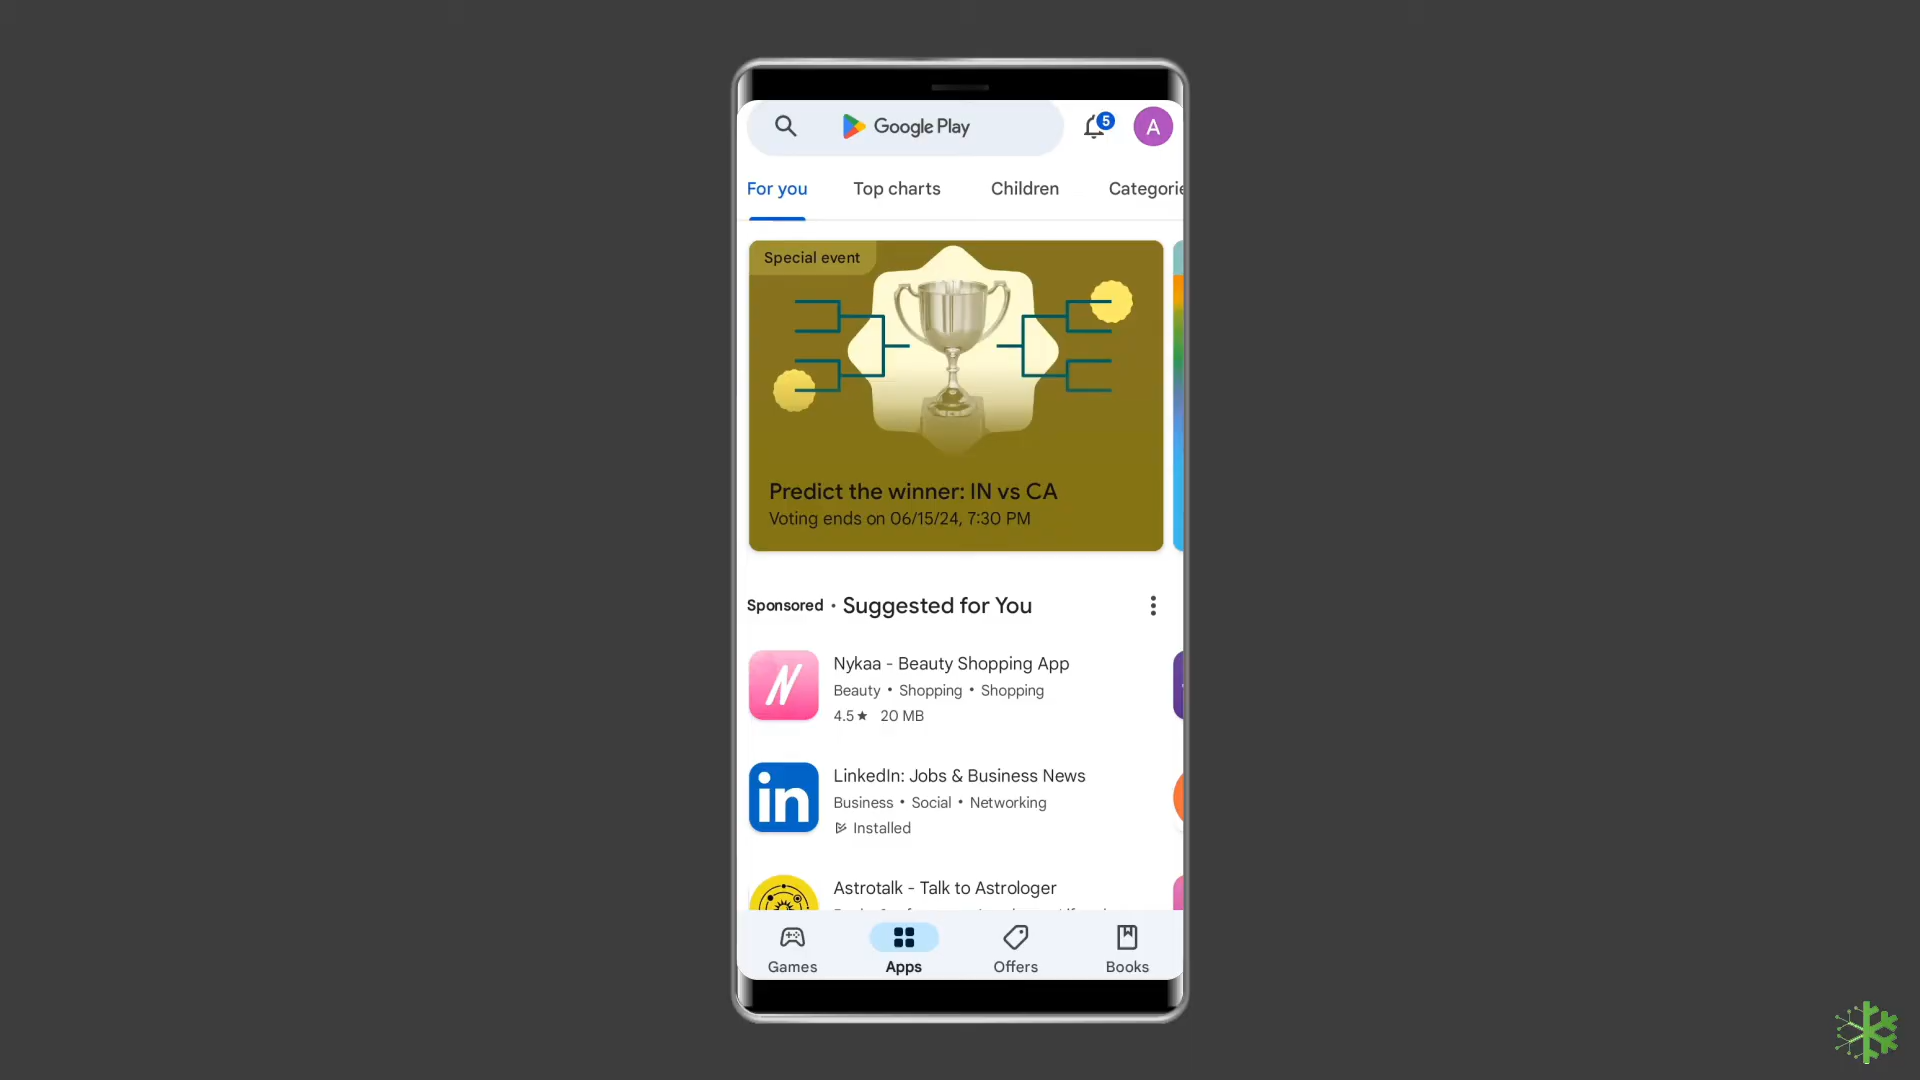 Google Play
5
A
For you
Top charts
Children
Categorie
Special event
Predict the winner: IN vs CA
Voting ends on 06/15/24, 7:30 PM
Sponsored • Suggested for You
Nykaa - Beauty Shopping App
Beauty • Shopping • Shopping
4.5★ 20 MB
LinkedIn: Jobs & Business News
Business • Social • Networking
Installed
Astrotalk - Talk to Astrologer
Games
Apps
Offers
Books